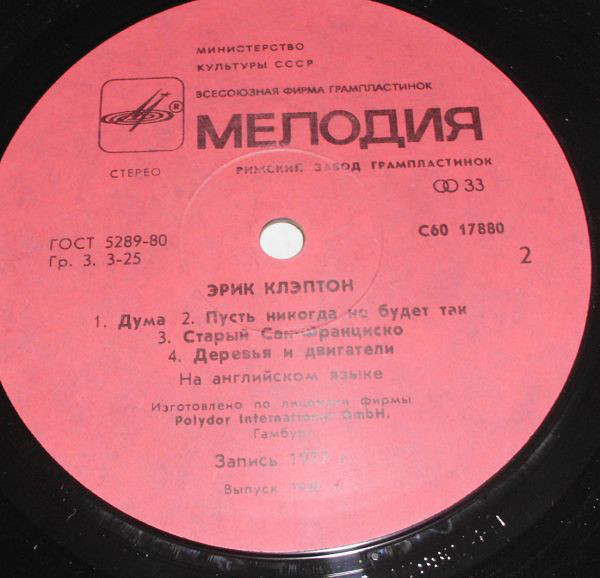 МИНИСТЕРСТВО
КУЛЬТУРЫ СССР
ВСЕСОЮЗНАЯ ФИРМА ГРАМПЛАСТИНОК
®
МЕЛОДИЯ
СТЕРЕО
РИЖСКИЙ ЗАВОД ГРАМПЛАСТИНОК
33
ГОСТ 5289-80
Гр. 3. 3-25
С60 17880
2
ЭРИК КЛЭПТОН
1. Дума 2. Пусть никогда не будет так
3. Старый Сан-Франциско
4. Деревья и двигатели
На английском языке
Изготовлено по лицензии фирмы
Polydor International GmbH,
Гамбург
Запись 1977 г.
Выпуск